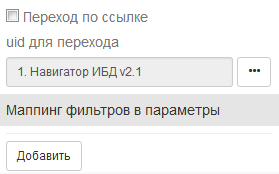 Переход по ссылке
uid для перехода
1. Навигатор ИБД v2.1
•••
Маппинг фильтров в параметры
Добавить